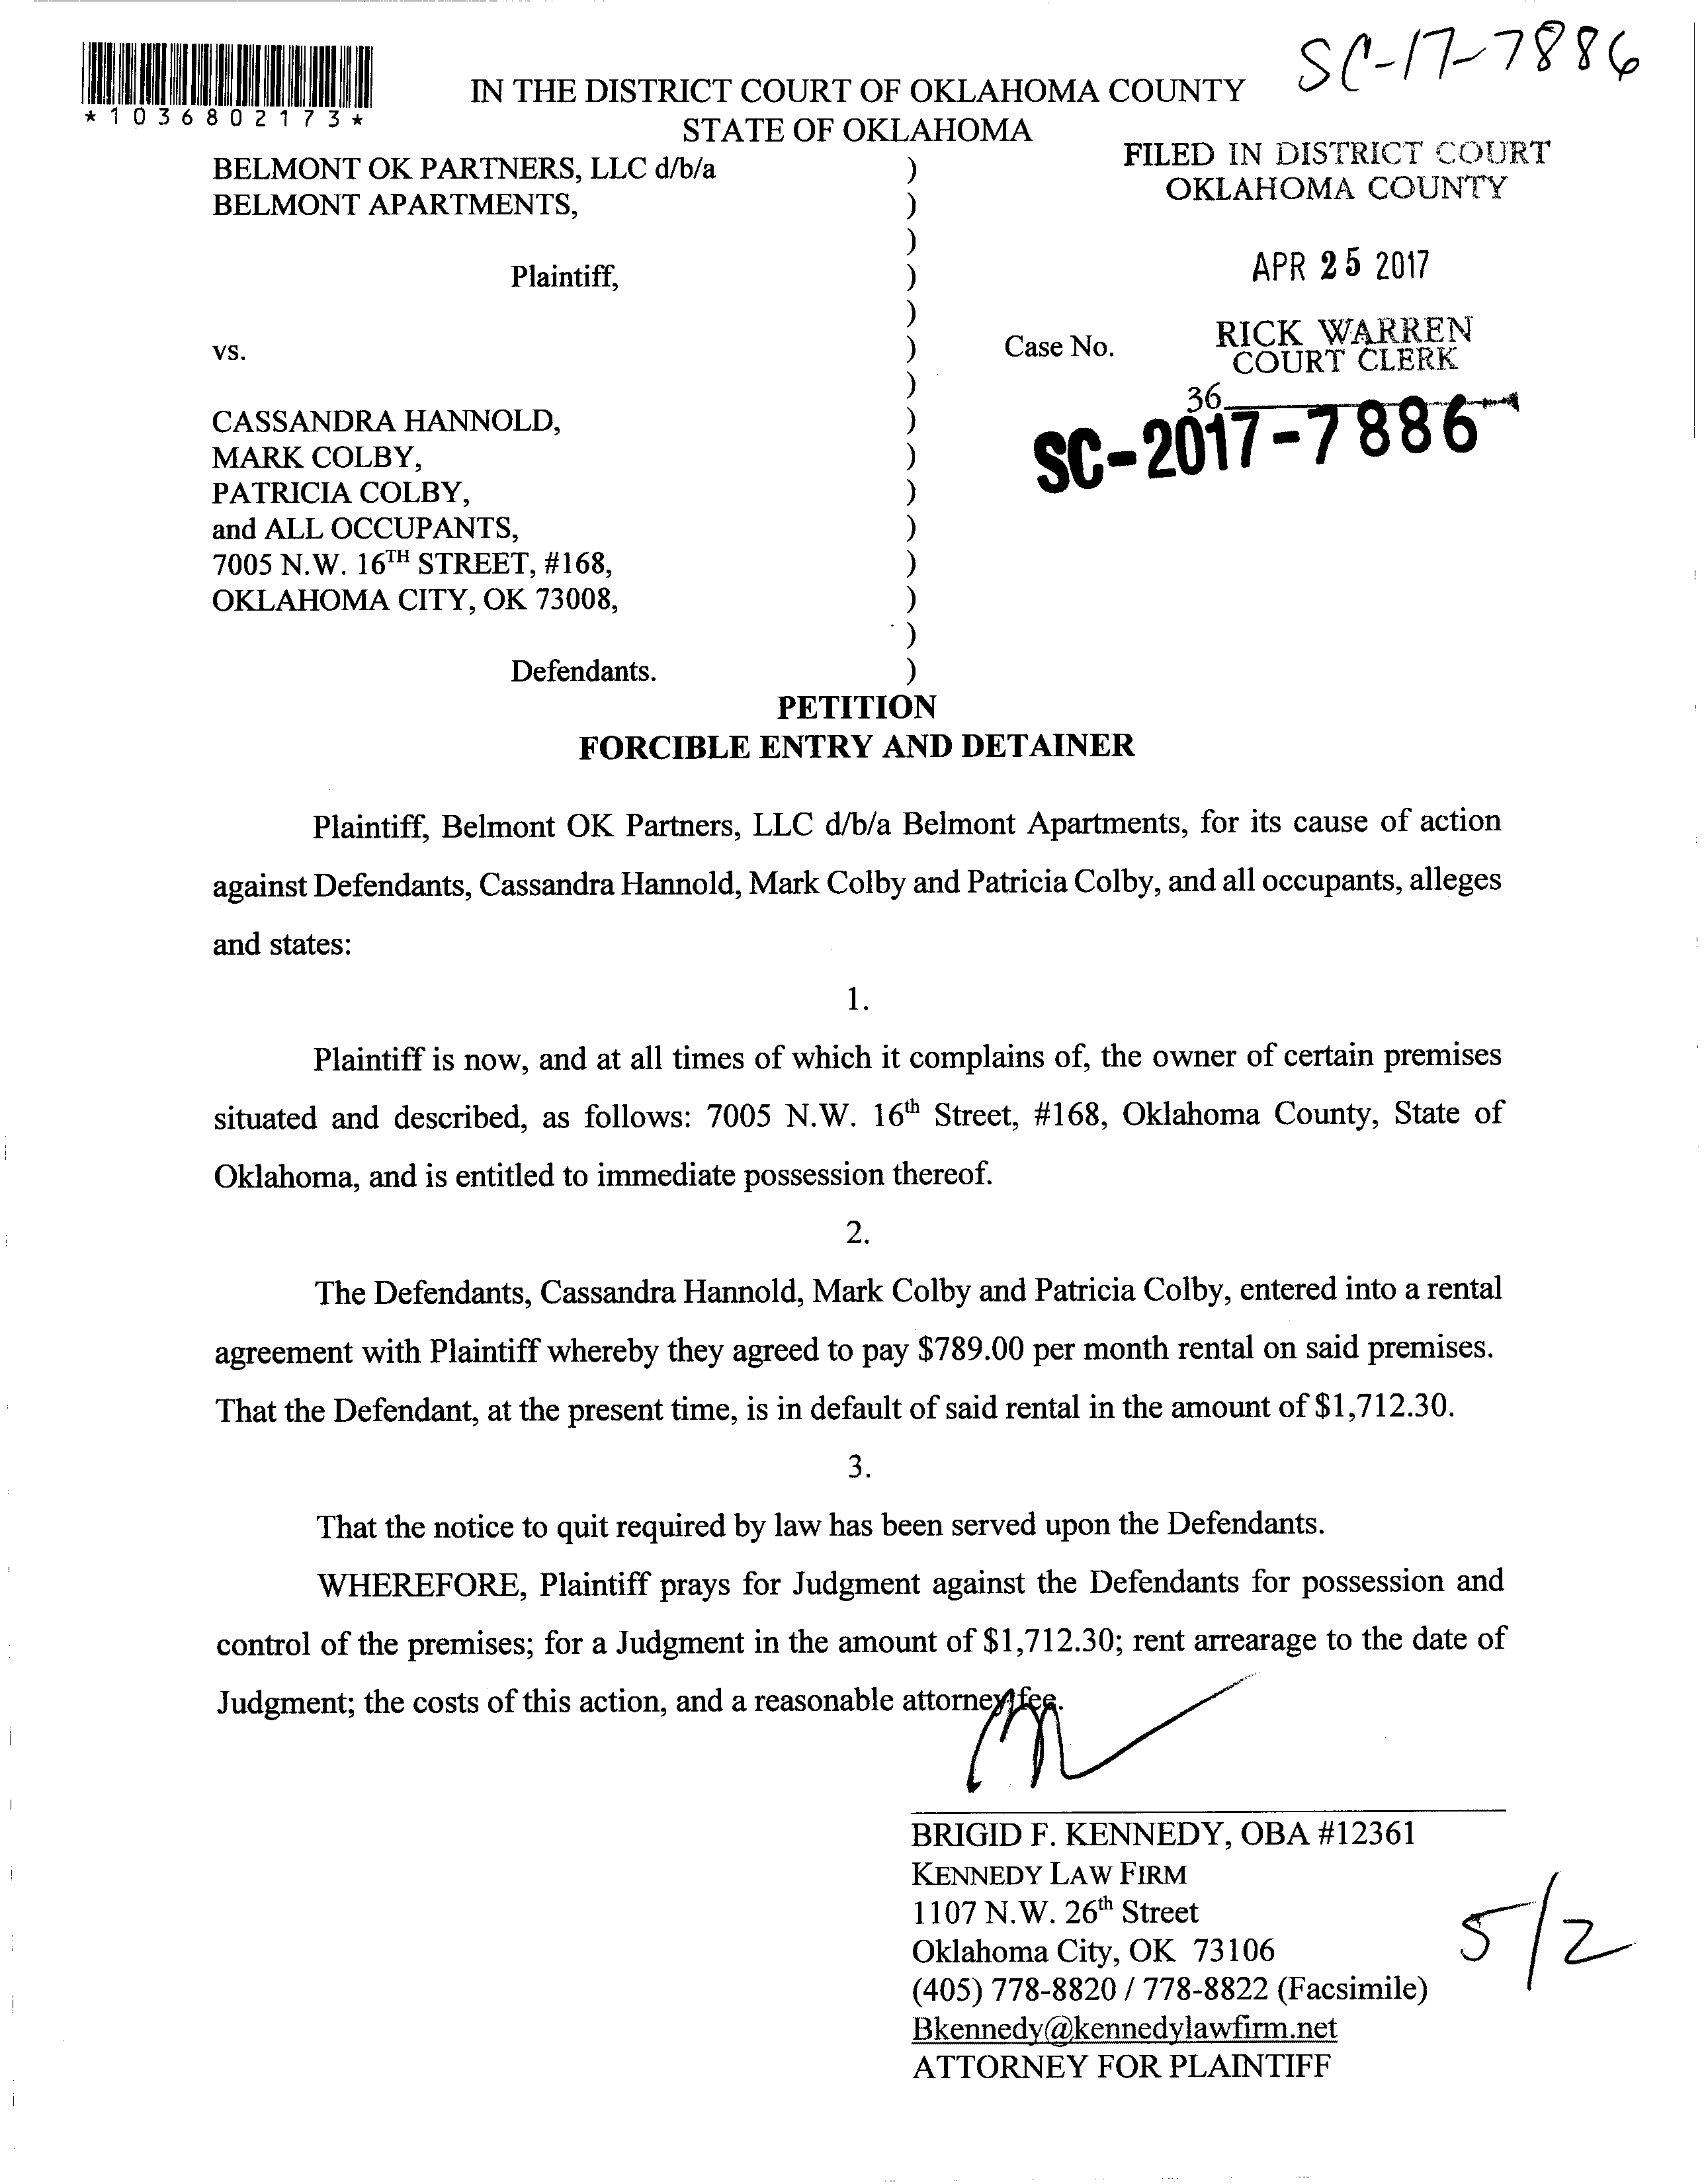 SC-17-7886
*1036802173*
IN THE DISTRICT COURT OF OKLAHOMA COUNTY
STATE OF OKLAHOMA
FILED IN DISTRICT COURT
OKLAHOMA COUNTY
APR 25 2017
RICK WARREN
COURT CLERK
36
Case No.
SC-2017-7886
BELMONT OK PARTNERS, LLC d/b/a )
BELMONT APARTMENTS, )
)
Plaintiff, )
)
vs. )
)
CASSANDRA HANNOLD, )
MARK COLBY, )
PATRICIA COLBY, )
and ALL OCCUPANTS, )
7005 N.W. 16TH STREET, #168, )
OKLAHOMA CITY, OK 73008, )
)
Defendants. )
PETITION
FORCIBLE ENTRY AND DETAINER
Plaintiff, Belmont OK Partners, LLC d/b/a Belmont Apartments, for its cause of action
against Defendants, Cassandra Hannold, Mark Colby and Patricia Colby, and all occupants, alleges
and states:
1.
Plaintiff is now, and at all times of which it complains of, the owner of certain premises
situated and described, as follows: 7005 N.W. 16th Street, #168, Oklahoma County, State of
Oklahoma, and is entitled to immediate possession thereof.
2.
The Defendants, Cassandra Hannold, Mark Colby and Patricia Colby, entered into a rental
agreement with Plaintiff whereby they agreed to pay $789.00 per month rental on said premises.
That the Defendant, at the present time, is in default of said rental in the amount of $1,712.30.
3.
That the notice to quit required by law has been served upon the Defendants.
WHEREFORE, Plaintiff prays for Judgment against the Defendants for possession and
control of the premises; for a Judgment in the amount of $1,712.30; rent arrearage to the date of
Judgment; the costs of this action, and a reasonable attorney fee.
BRIGID F. KENNEDY, OBA #12361
KENNEDY LAW FIRM
1107 N.W. 26th Street
Oklahoma City, OK 73106
(405) 778-8820 / 778-8822 (Facsimile)
Bkennedy@kennedylawfirm.net
ATTORNEY FOR PLAINTIFF
5/2